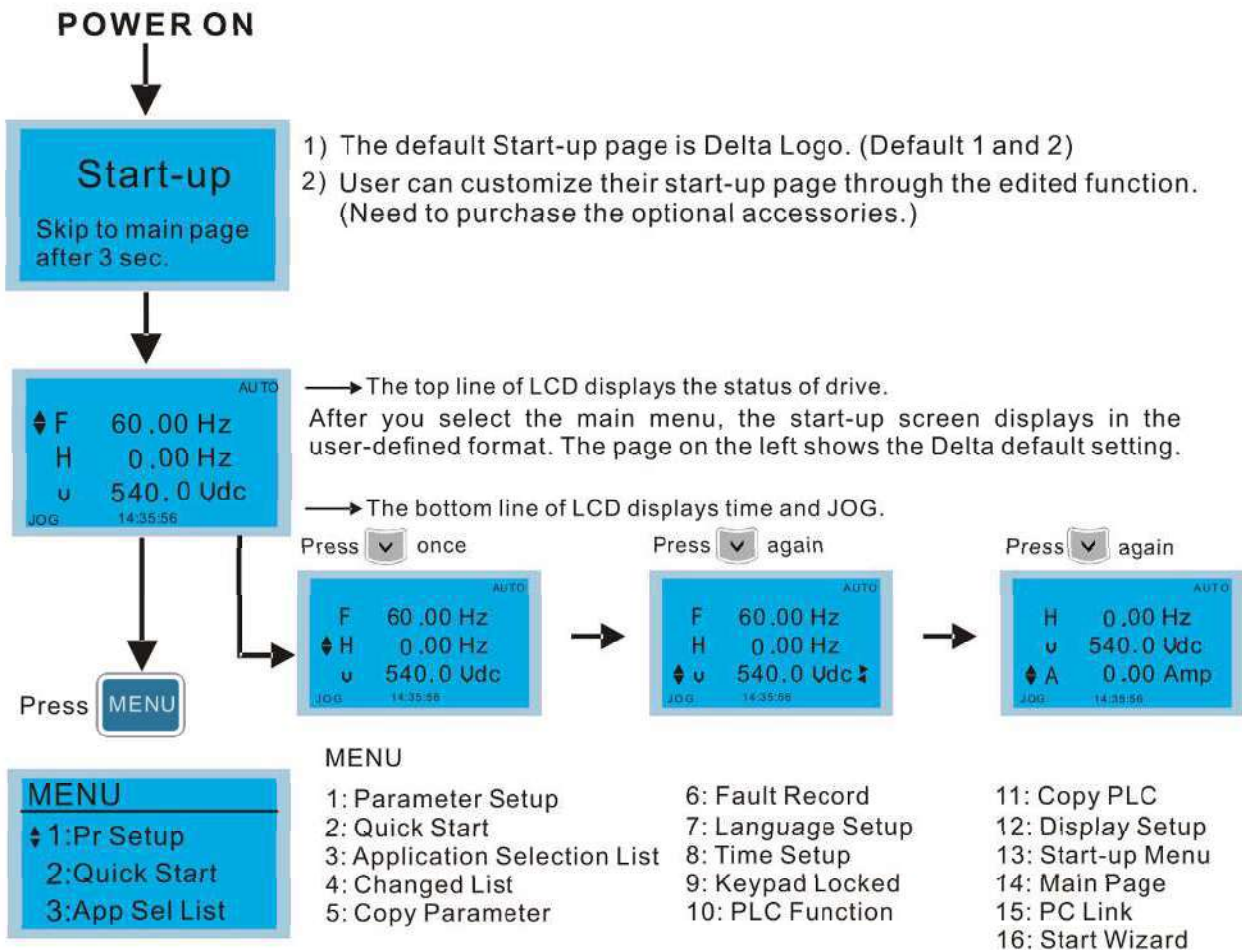 POWER ON
Start-up
Skip to main page
after 3 sec.
1) The default Start-up page is Delta Logo. (Default 1 and 2)
2) User can customize their start-up page through the edited function.
(Need to purchase the optional accessories.)
AUTO
F 60.00 Hz
H 0.00 Hz
u 540.0 Vdc
JOG 14:35:56
The top line of LCD displays the status of drive.
After you select the main menu, the start-up screen displays in the
user-defined format. The page on the left shows the Delta default setting.
The bottom line of LCD displays time and JOG.
Press once
AUTO
F 60.00 Hz
H 0.00 Hz
u 540.0 Vdc
JOG 14:35:56
Press again
AUTO
F 60.00 Hz
H 0.00 Hz
u 540.0 Vdc
JOG 14:35:56
Press again
AUTO
H 0.00 Hz
u 540.0 Vdc
A 0.00 Amp
JOG 14:35:56
Press MENU
MENU
1:Pr Setup
2:Quick Start
3:App Sel List
MENU
1: Parameter Setup
2: Quick Start
3: Application Selection List
4: Changed List
5: Copy Parameter
6: Fault Record
7: Language Setup
8: Time Setup
9: Keypad Locked
10: PLC Function
11: Copy PLC
12: Display Setup
13: Start-up Menu
14: Main Page
15: PC Link
16: Start Wizard